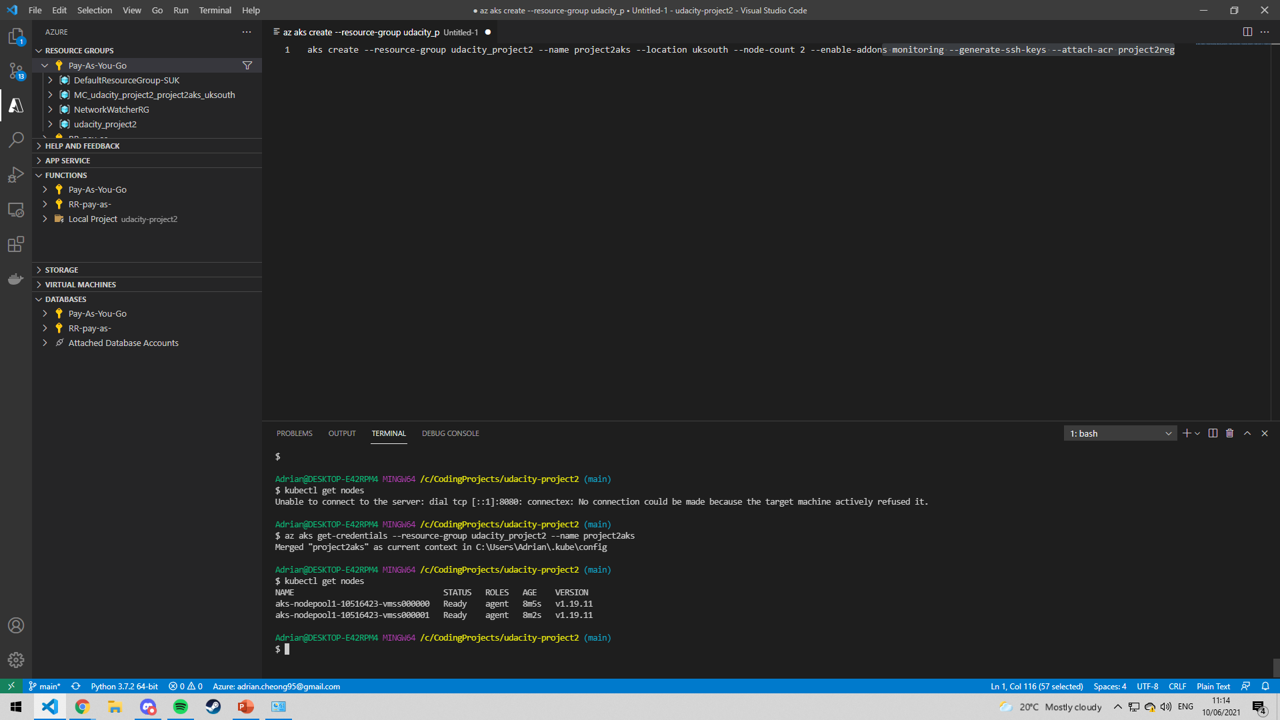 File Edit Selection View Go Run Terminal Help
● az aks create --resource-group udacity_p • Untitled-1 - udacity-project2 - Visual Studio Code
1
13
AZURE
RESOURCE GROUPS
Pay-As-You-Go
DefaultResourceGroup-SUK
MC_udacity_project2_project2aks_uksouth
NetworkWatcherRG
udacity_project2
HELP AND FEEDBACK
APP SERVICE
FUNCTIONS
Pay-As-You-Go
RR-pay-as-
Local Project udacity-project2
STORAGE
VIRTUAL MACHINES
DATABASES
Pay-As-You-Go
RR-pay-as-
Attached Database Accounts
az aks create --resource-group udacity_p Untitled-1 ●
1 aks create --resource-group udacity_project2 --name project2aks --location uksouth --node-count 2 --enable-addons monitoring --generate-ssh-keys --attach-acr project2reg
PROBLEMS OUTPUT TERMINAL DEBUG CONSOLE
1: bash
$
Adrian@DESKTOP-E42RPM4 MINGW64 /c/CodingProjects/udacity-project2 (main)
$ kubectl get nodes
Unable to connect to the server: dial tcp [::1]:8080: connectex: No connection could be made because the target machine actively refused it.
Adrian@DESKTOP-E42RPM4 MINGW64 /c/CodingProjects/udacity-project2 (main)
$ az aks get-credentials --resource-group udacity_project2 --name project2aks
Merged "project2aks" as current context in C:\Users\Adrian\.kube\config
Adrian@DESKTOP-E42RPM4 MINGW64 /c/CodingProjects/udacity-project2 (main)
$ kubectl get nodes
NAME STATUS ROLES AGE VERSION
aks-nodepool1-10516423-vmss000000 Ready agent 8m5s v1.19.11
aks-nodepool1-10516423-vmss000001 Ready agent 8m2s v1.19.11
Adrian@DESKTOP-E42RPM4 MINGW64 /c/CodingProjects/udacity-project2 (main)
$
main* Python 3.7.2 64-bit 0 0 Azure: adrian.cheong95@gmail.com Ln 1, Col 116 (57 selected) Spaces: 4 UTF-8 CRLF Plain Text
20°C Mostly cloudy ENG 11:14
10/06/2021 4